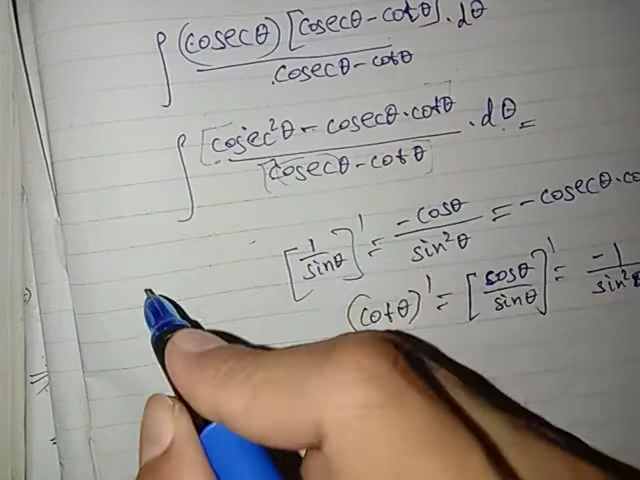 ∫ (cosecθ) [cosecθ - cotθ] . dθ
cosecθ - cotθ
∫ [cosec²θ - cosecθ . cotθ] . dθ =
[cosecθ - cotθ]
[1/sinθ]' = -cosθ/sin²θ = -cosecθ .
(cotθ)' = [cosθ/sinθ]' = -1/sin²θ